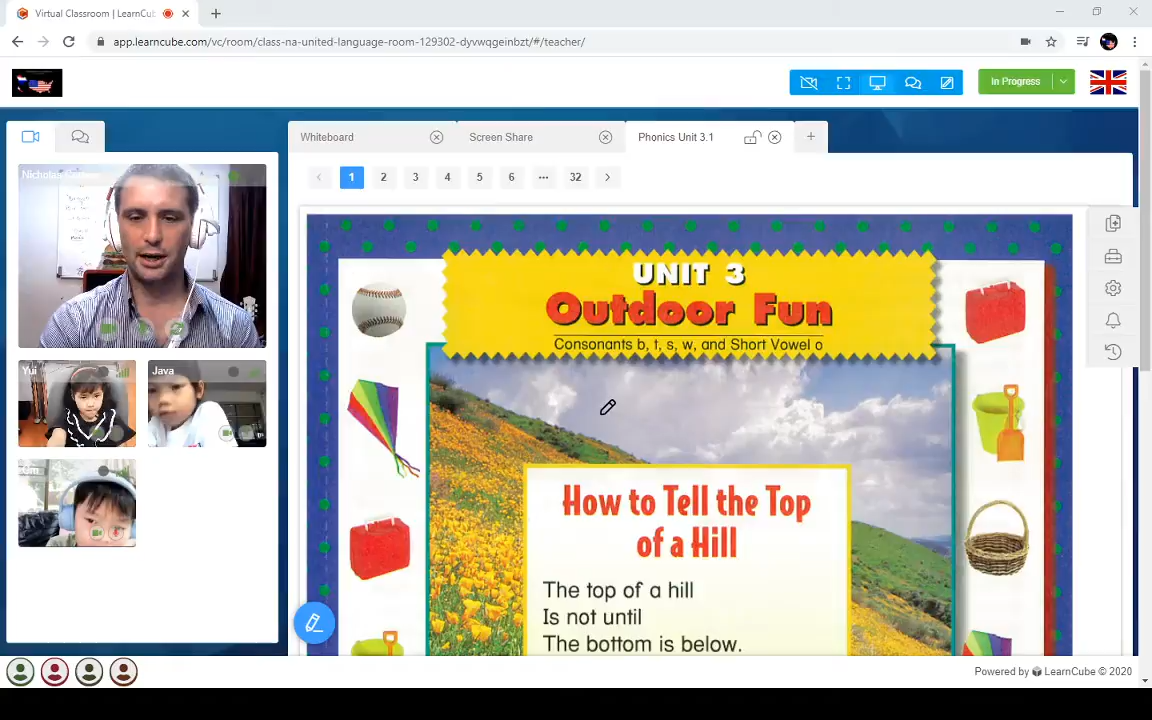 Virtual Classroom | LearnCub
app.learncube.com/vc/room/class-na-united-language-room-129302-dyvwqgeinbzt/#/teacher/
In Progress
Whiteboard
Screen Share
Phonics Unit 3.1
1 2 3 4 5 6 ··· 32
Nicholas
Yui
Java
UNIT 3
Outdoor Fun
Consonants b, t, s, w, and Short Vowel o
How to Tell the Top
of a Hill
The top of a hill
Is not until
The bottom is below.
Powered by LearnCube © 2020